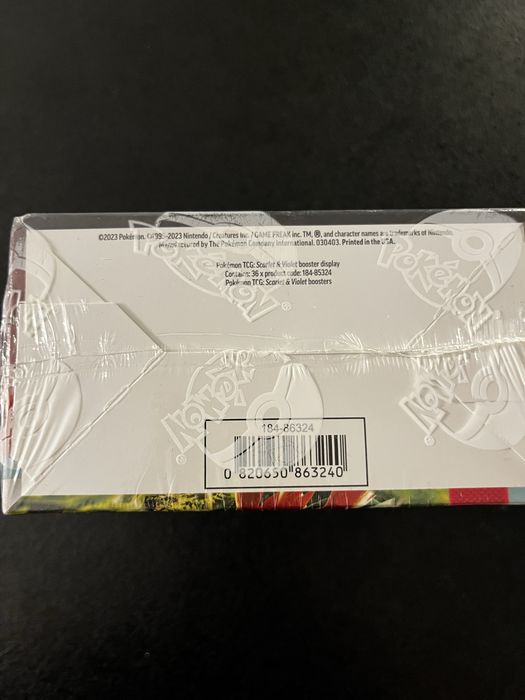 ©2023 Pokémon. ©1995–2023 Nintendo / Creatures Inc. / GAME FREAK inc. TM, ®, and character names are trademarks of Nintendo.
Manufactured by The Pokémon Company International. 030403. Printed in the USA.
Pokémon TCG: Scarlet & Violet booster display
Contains: 36 x product code: 184-85324
Pokémon TCG: Scarlet & Violet boosters
POKéMON
POKéMON
POKéMON
POKéMON
184-86324
0 820650 863240